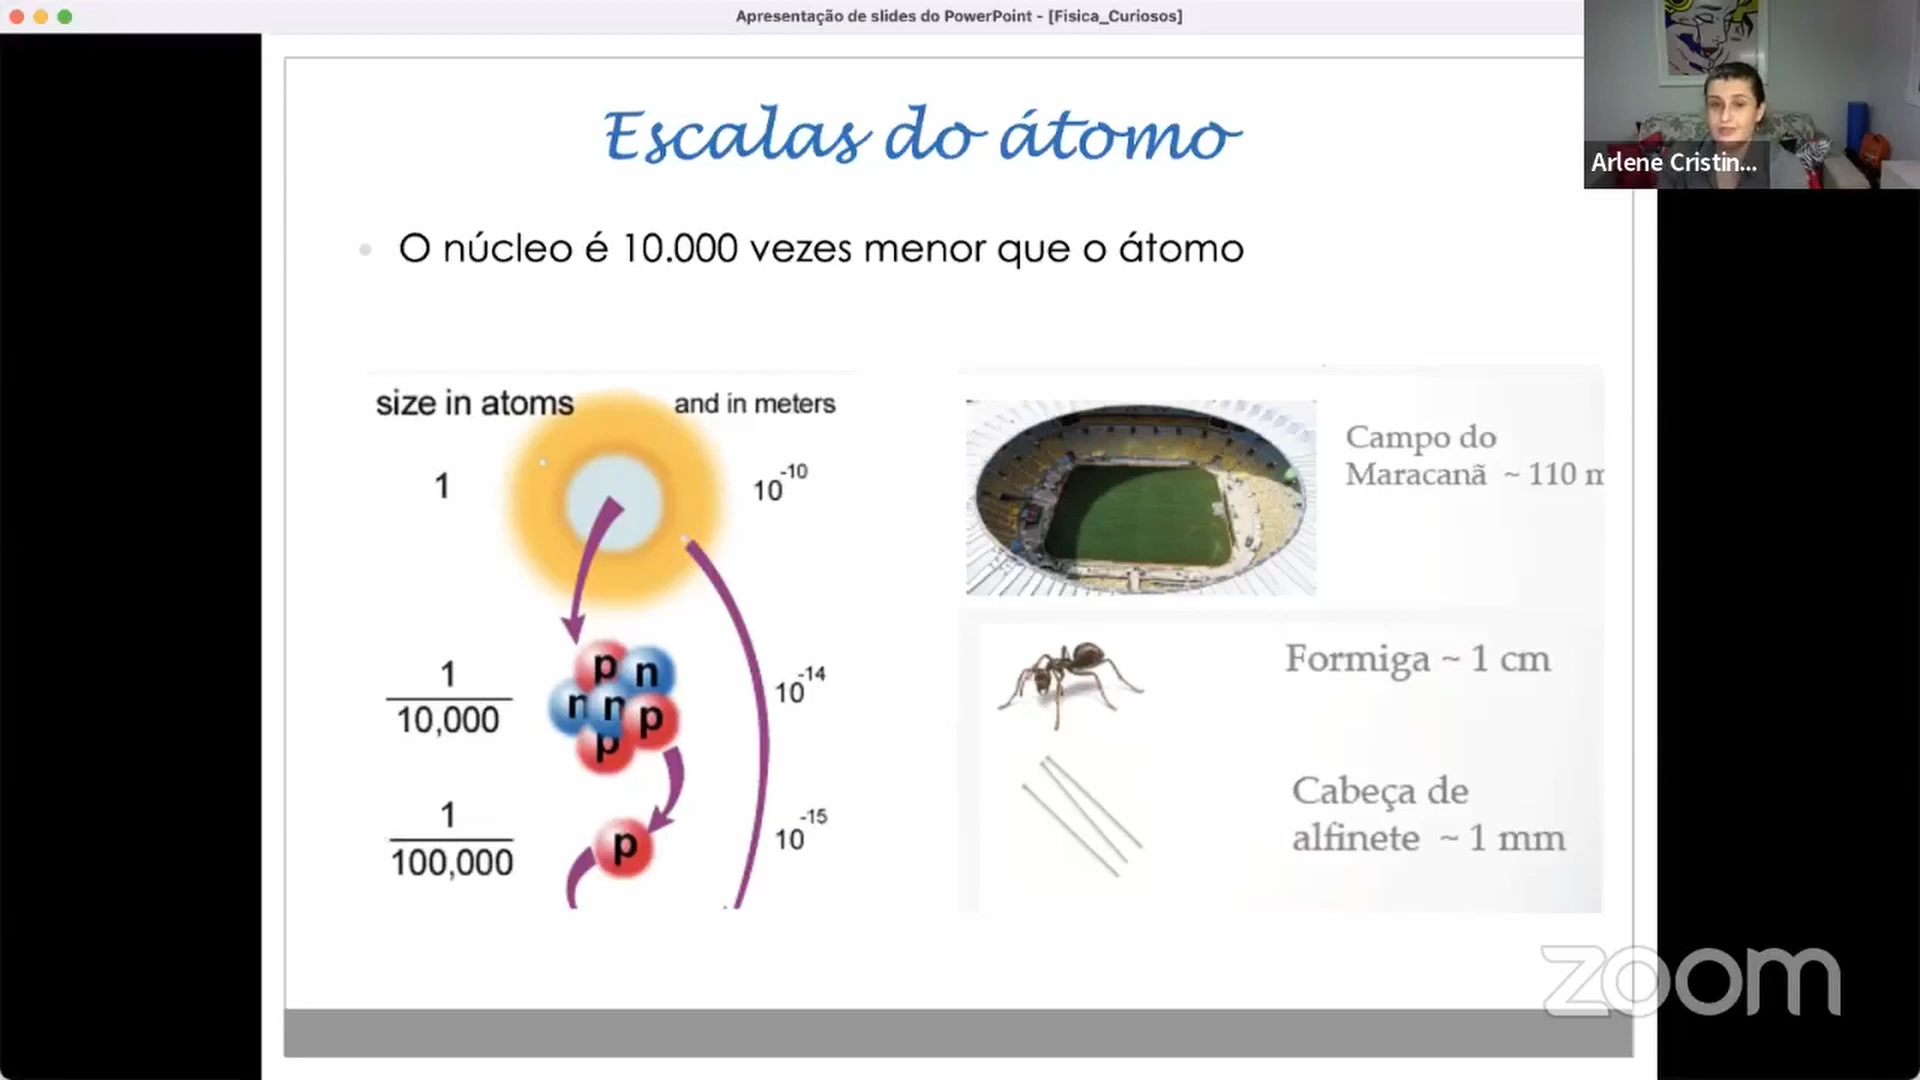 Apresentação de slides do PowerPoint - [Fisica_Curiosos]
Arlene Cristin...
Escalas do átomo
• O núcleo é 10.000 vezes menor que o átomo
size in atoms
and in meters
1
10^-10
1
10,000
p n
n n p
p
10^-14
1
100,000
p
10^-15
Campo do
Maracanã ~ 110 m
Formiga ~ 1 cm
Cabeça de
alfinete ~ 1 mm
zoom